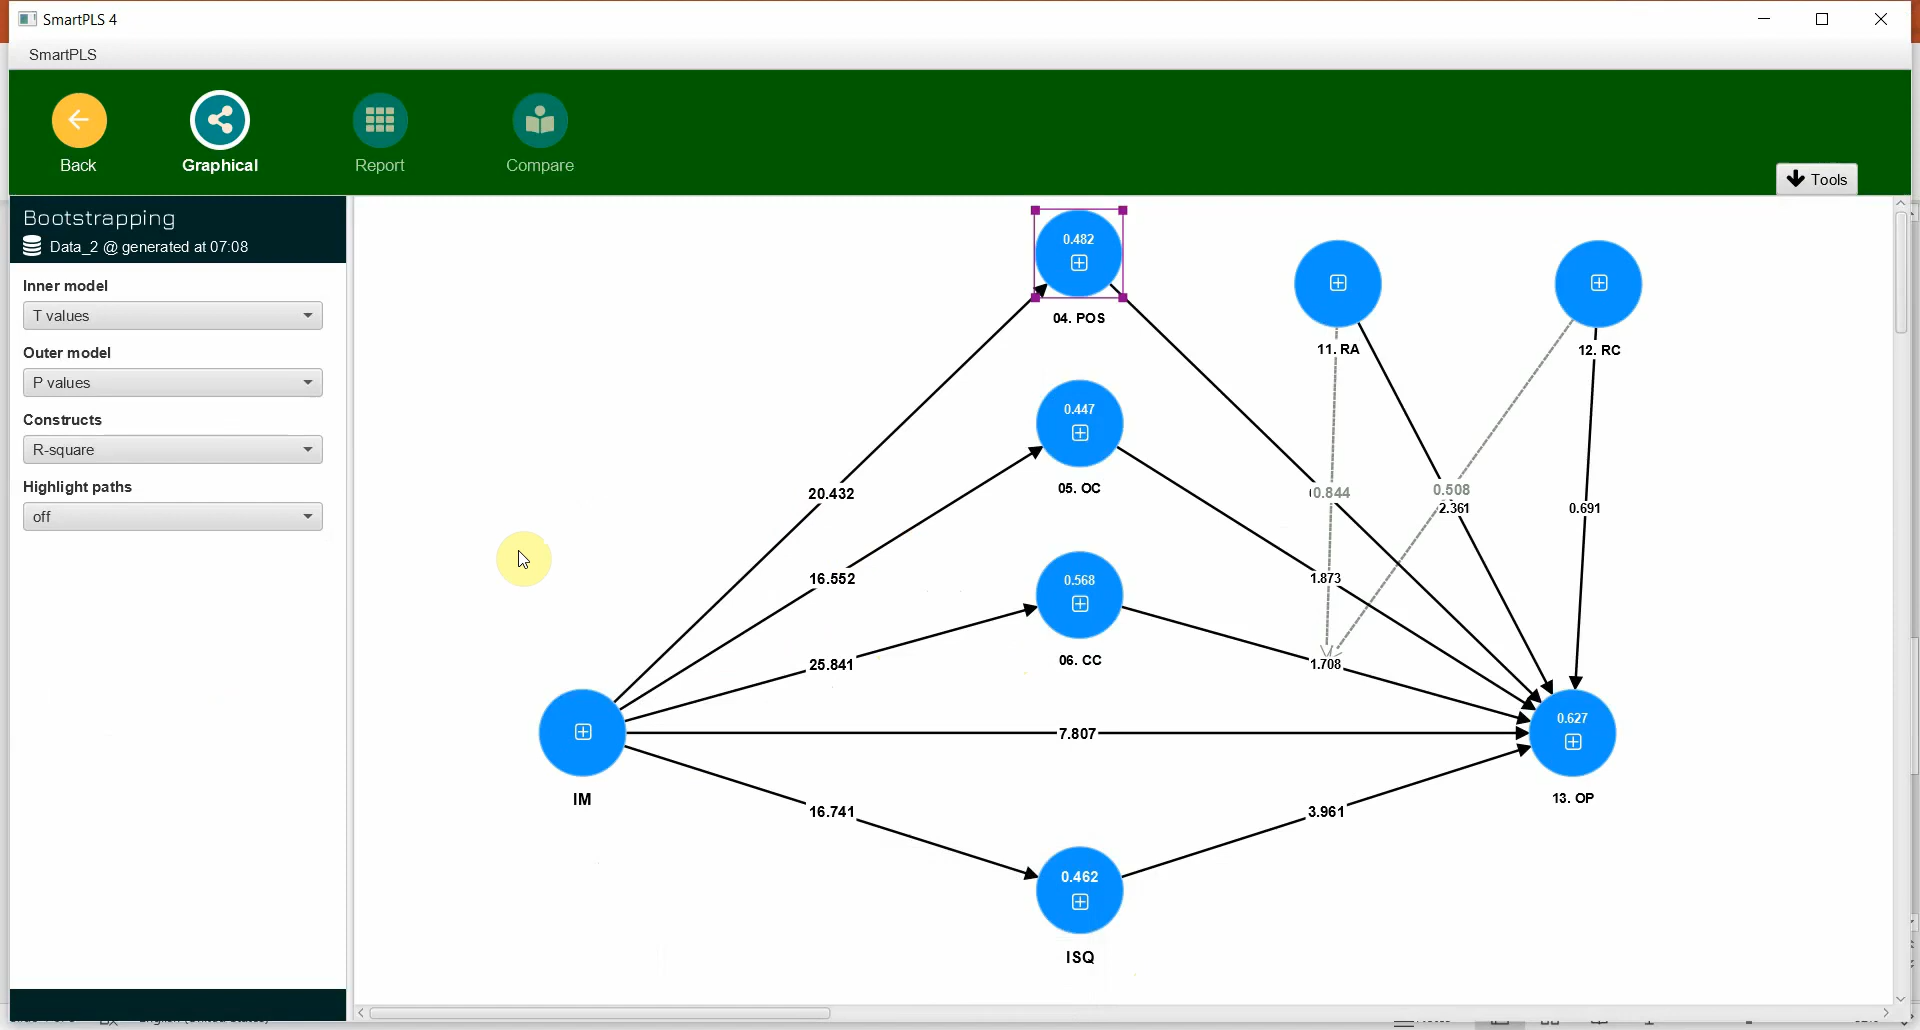 SmartPLS 4
SmartPLS
Back
Graphical
Report
Compare
Tools
Bootstrapping
Data_2 @ generated at 07:08
Inner model
T values
Outer model
P values
Constructs
R-square
Highlight paths
off
0.482
04. POS
11. RA
12. RC
0.447
05. OC
20.432
0.844
0.508
2.361
0.691
16.552
0.568
1.873
06. CC
25.841
1.708
7.807
0.627
IM
13. OP
16.741
3.961
0.462
ISQ